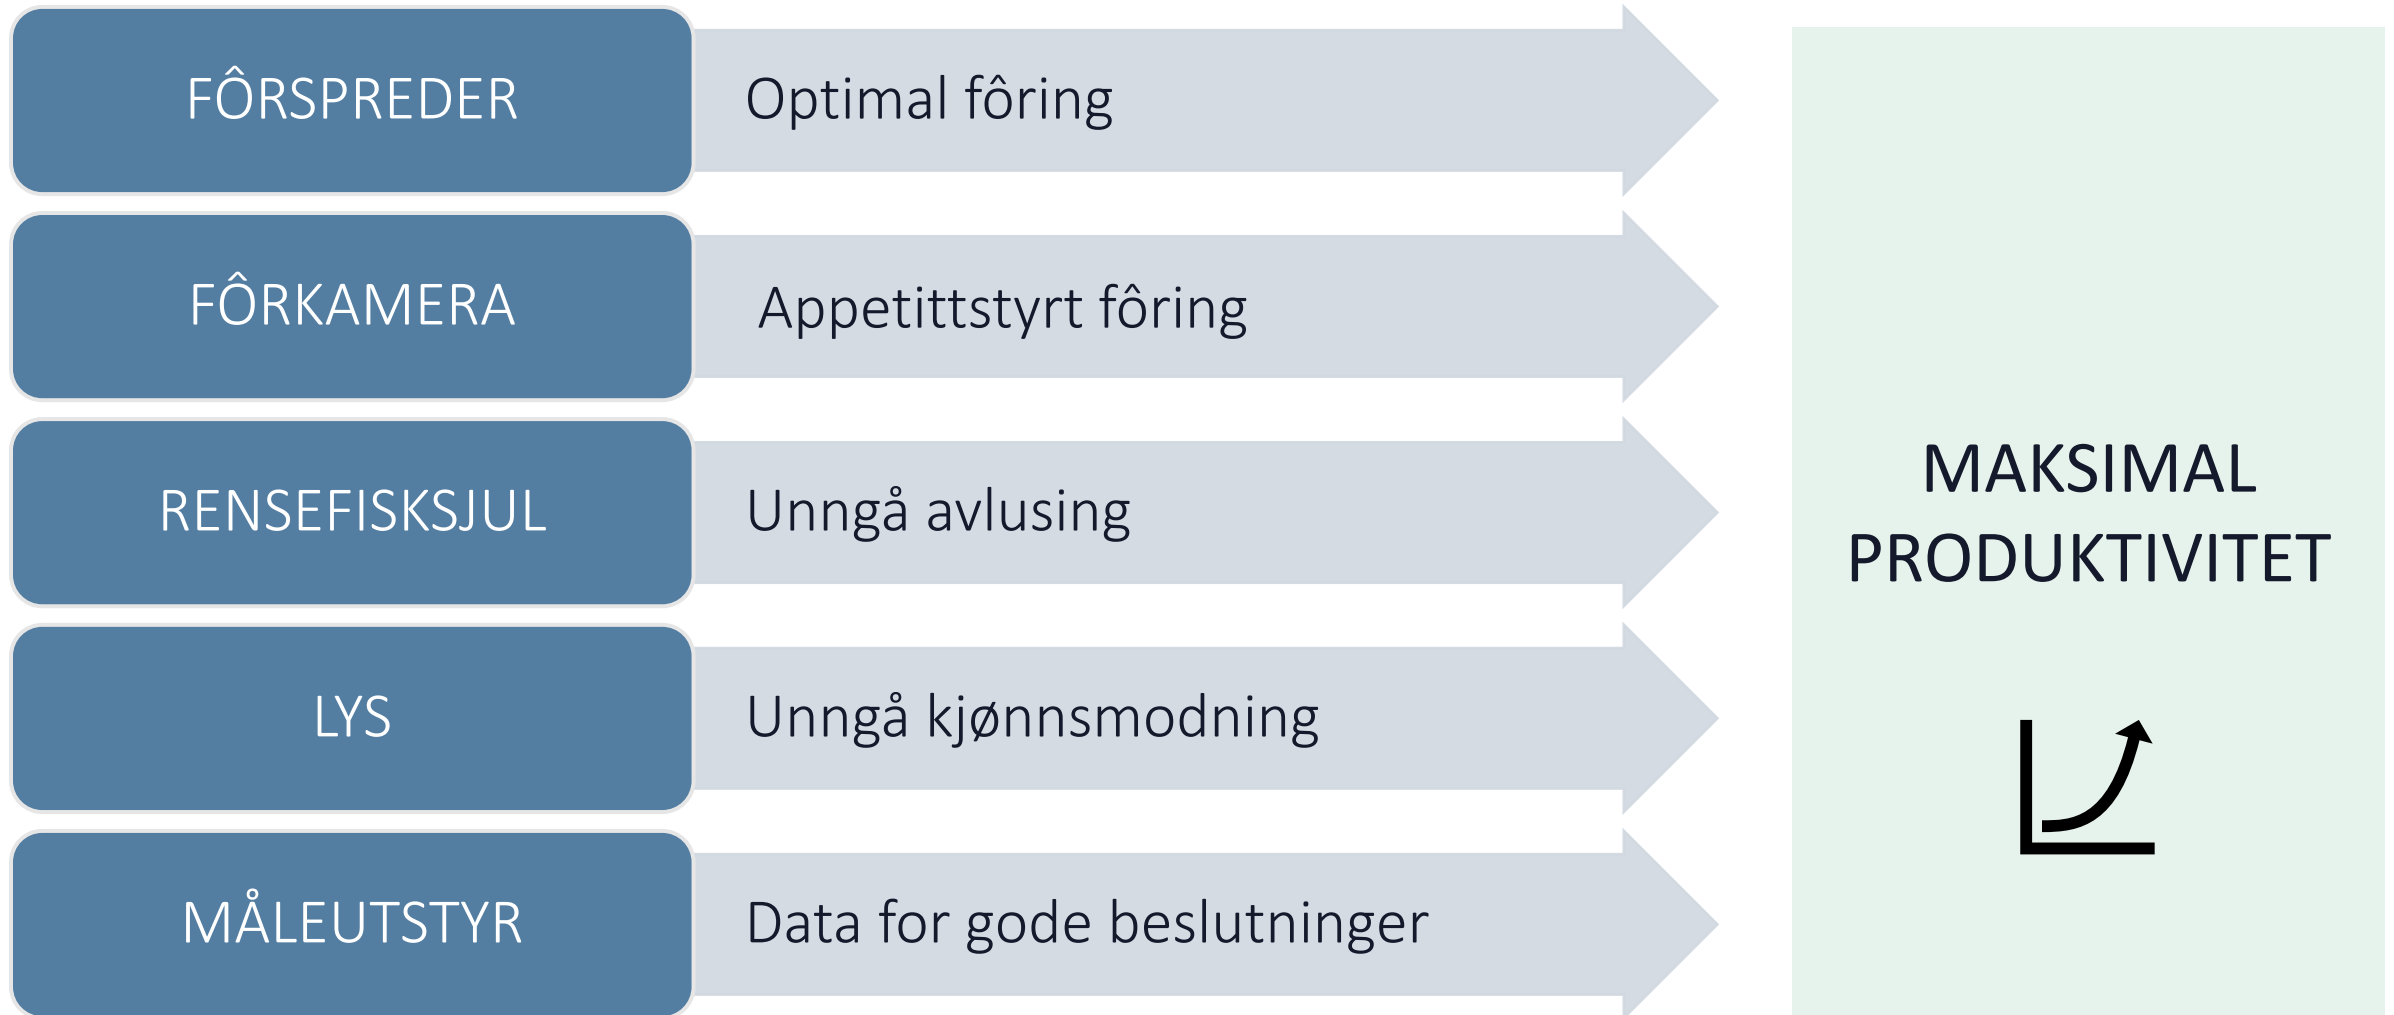 FÔRSPREDER
Optimal fôring
FÔRKAMERA
Appetittstyrt fôring
RENSEFISKSJUL
Unngå avlusing
LYS
Unngå kjønnsmodning
MÅLEUTSTYR
Data for gode beslutninger
MAKSIMAL
PRODUKTIVITET